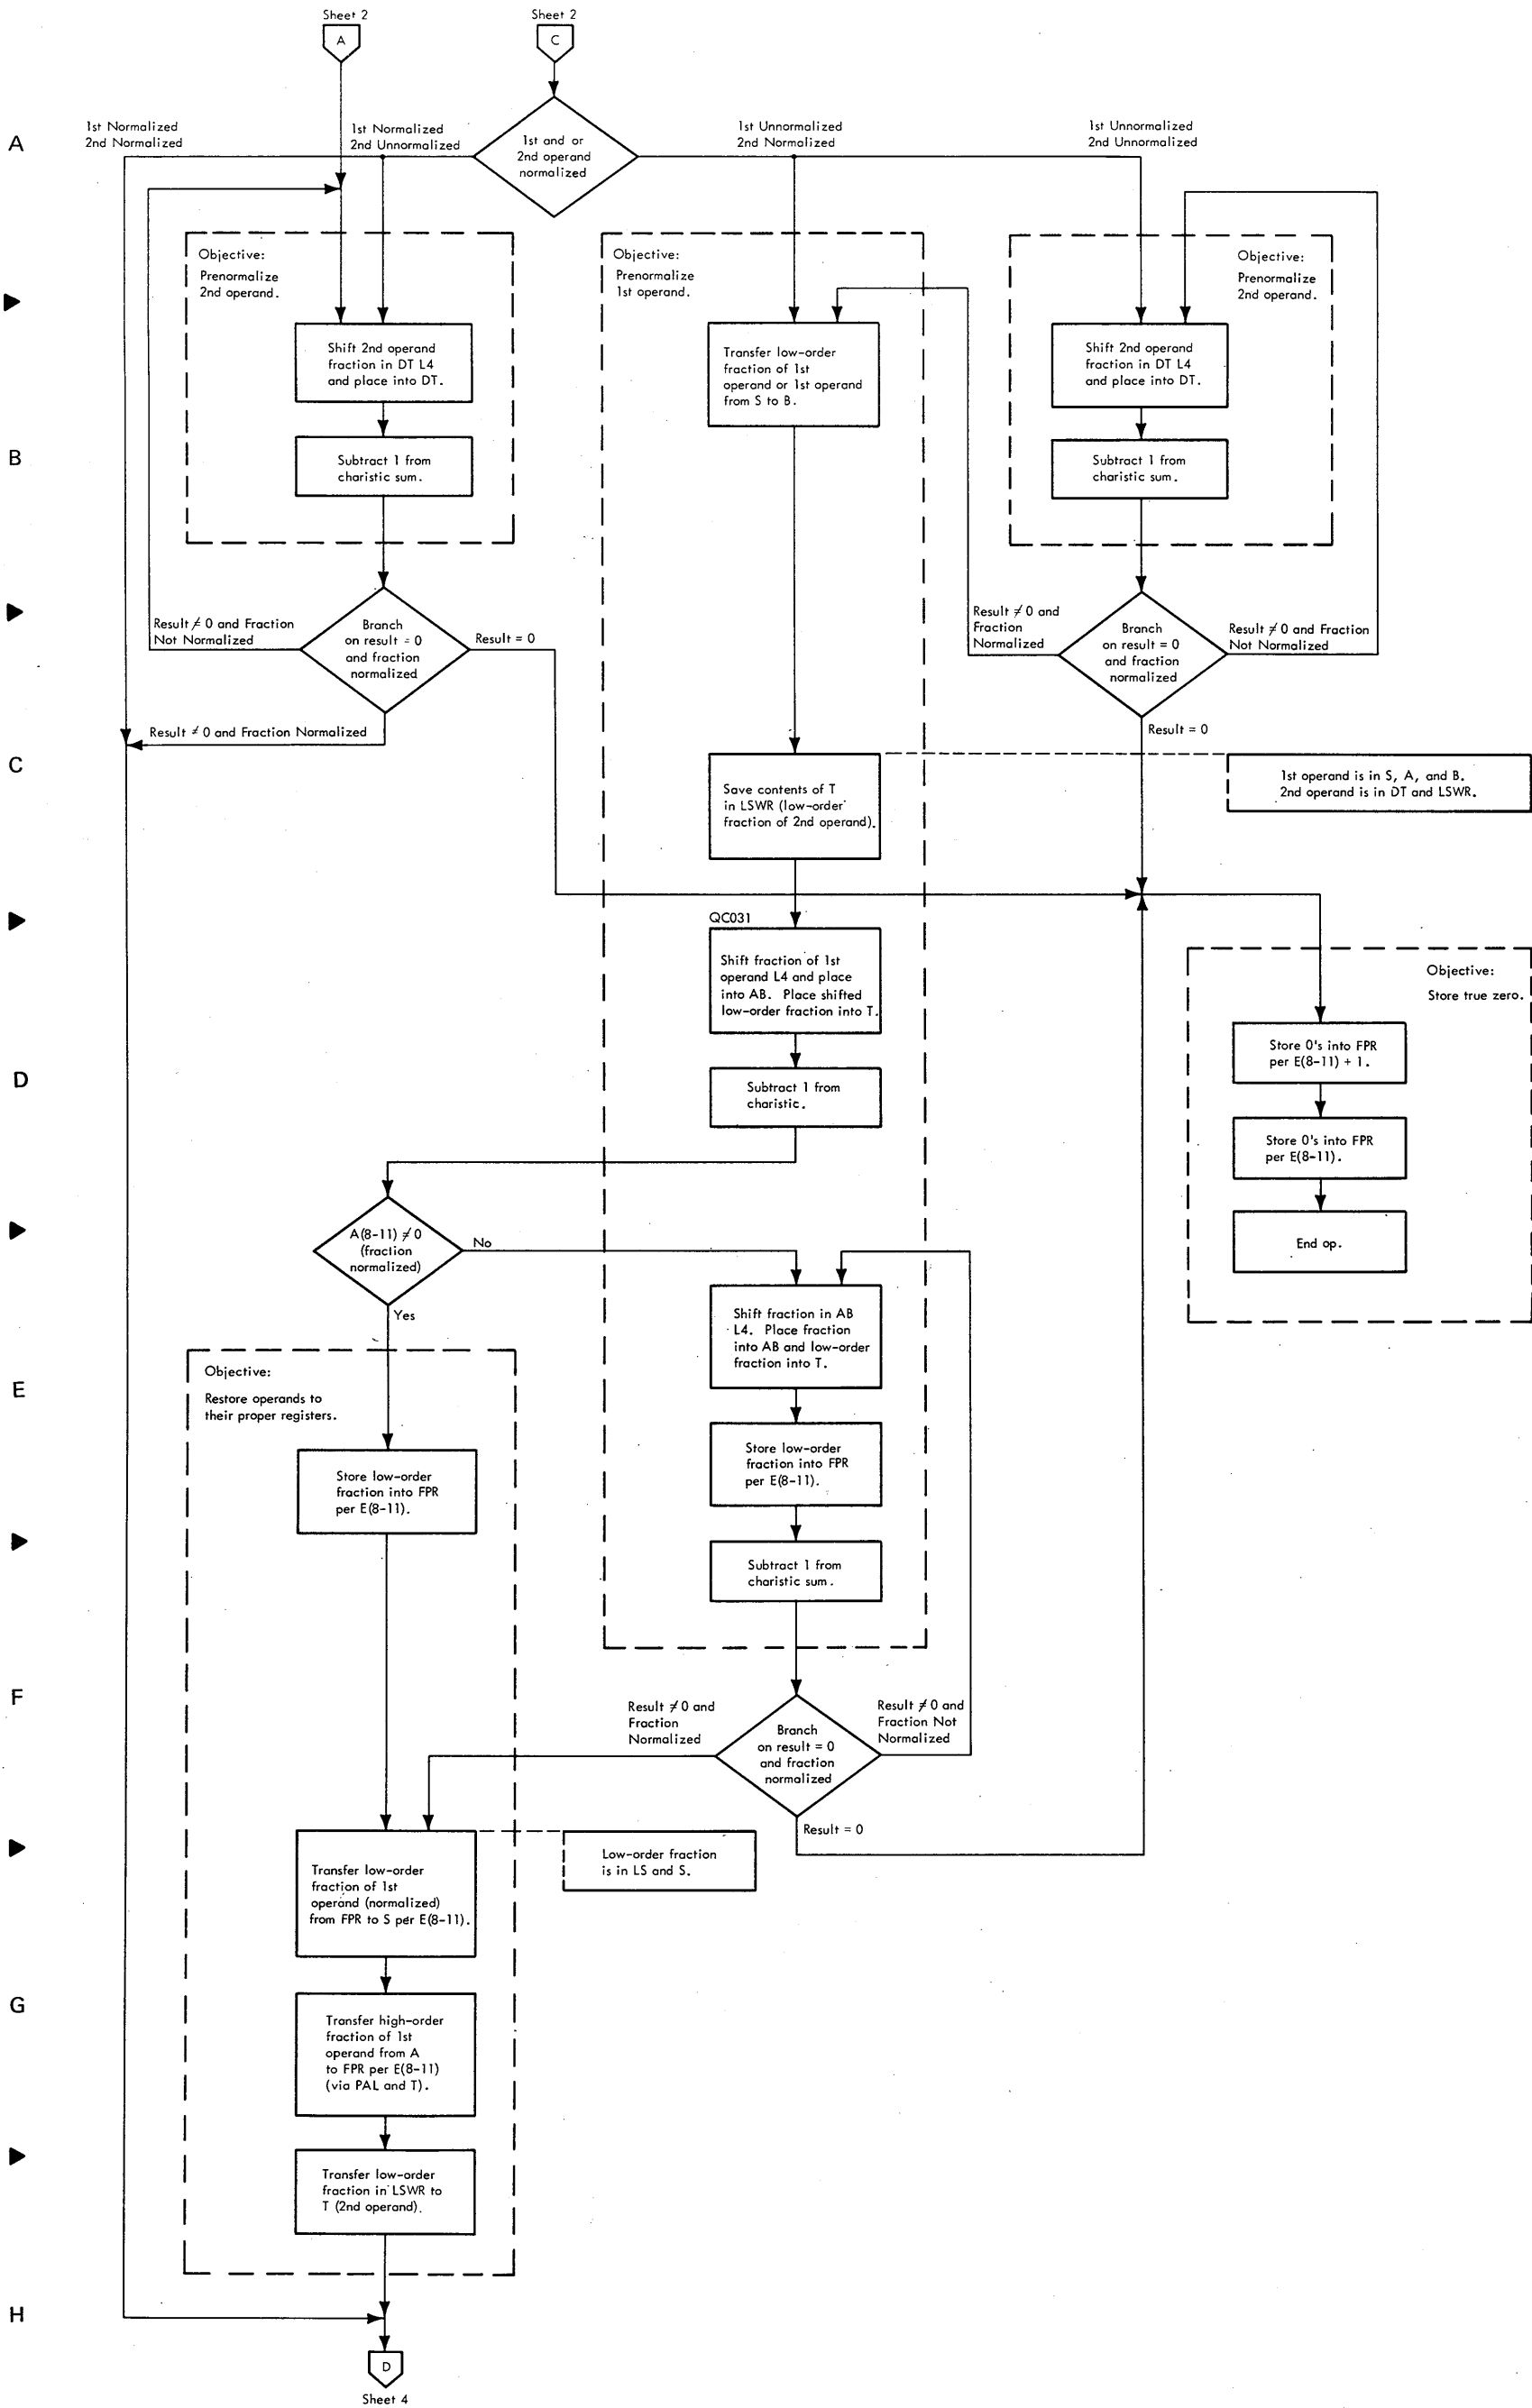 Sheet 2
A
Sheet 2
C
A
1st Normalized
2nd Normalized
1st Normalized
2nd Unnormalized
1st and or
2nd operand
normalized
1st Unnormalized
2nd Normalized
1st Unnormalized
2nd Unnormalized
Objective:
Prenormalize
2nd operand.
Objective:
Prenormalize
1st operand.
Objective:
Prenormalize
2nd operand.
Shift 2nd operand
fraction in DT L4
and place into DT.
Transfer low-order
fraction of 1st
operand or 1st operand
from S to B.
Shift 2nd operand
fraction in DT L4
and place into DT.
B
Subtract 1 from
charistic sum.
Subtract 1 from
charistic sum.
Result ≠ 0 and Fraction
Not Normalized
Branch
on result = 0
and fraction
normalized
Result = 0
Result ≠ 0 and
Fraction
Normalized
Branch
on result = 0
and fraction
normalized
Result ≠ 0 and Fraction
Not Normalized
Result ≠ 0 and Fraction Normalized
Result = 0
C
Save contents of T
in LSWR (low-order
fraction of 2nd operand).
1st operand is in S, A, and B.
2nd operand is in DT and LSWR.
QC031
Shift fraction of 1st
operand L4 and place
into AB. Place shifted
low-order fraction into T.
Objective:
Store true zero.
Store 0's into FPR
per E(8-11) + 1.
D
Subtract 1 from
charistic.
Store 0's into FPR
per E(8-11).
End op.
A(8-11) ≠ 0
(fraction
normalized)
No
Yes
Shift fraction in AB
L4. Place fraction
into AB and low-order
fraction into T.
E
Objective:
Restore operands to
their proper registers.
Store low-order
fraction into FPR
per E(8-11).
Store low-order
fraction into FPR
per E(8-11).
Subtract 1 from
charistic sum.
F
Result ≠ 0 and
Fraction
Normalized
Branch
on result = 0
and fraction
normalized
Result ≠ 0 and
Fraction Not
Normalized
Result = 0
Transfer low-order
fraction of 1st
operand (normalized)
from FPR to S per E(8-11).
Low-order fraction
is in LS and S.
G
Transfer high-order
fraction of 1st
operand from A
to FPR per E(8-11)
(via PAL and T).
Transfer low-order
fraction in LSWR to
T (2nd operand).
H
D
Sheet 4